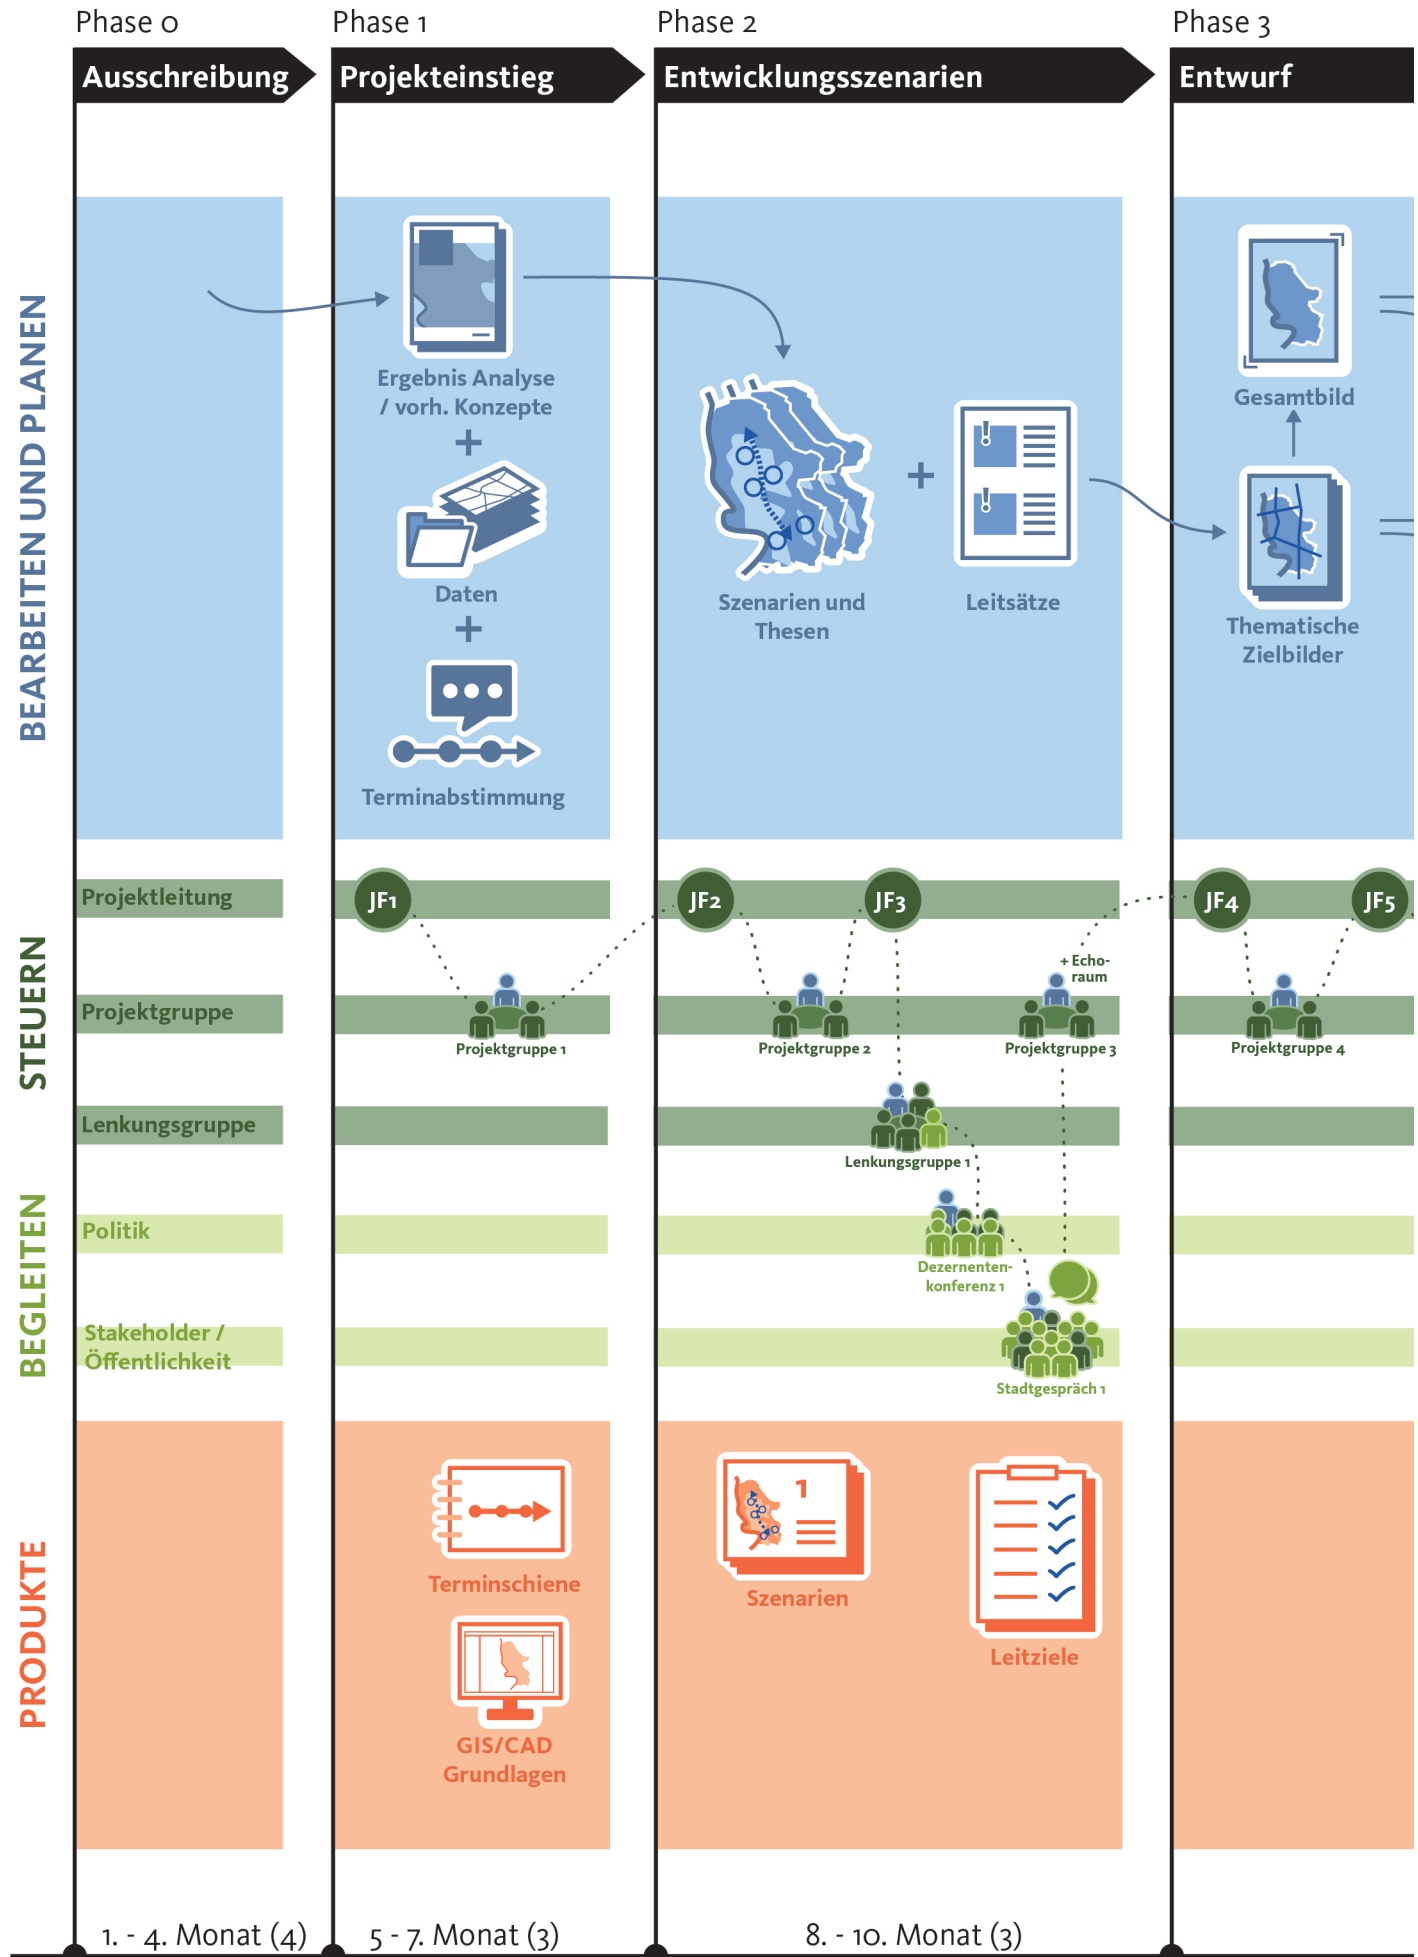 Phase 0
Phase 1
Phase 2
Phase 3
Ausschreibung
Projekteinstieg
Entwicklungsszenarien
Entwurf
BEARBEITEN UND PLANEN
Ergebnis Analyse
/ vorh. Konzepte
+
Daten
+
Terminabstimmung
Szenarien und
Thesen
+
Leitsätze
Gesamtbild
Thematische
Zielbilder
STEUERN
Projektleitung
JF1
JF2
JF3
JF4
JF5
+ Echo-
raum
Projektgruppe
Projektgruppe 1
Projektgruppe 2
Projektgruppe 3
Projektgruppe 4
Lenkungsgruppe
Lenkungsgruppe 1
BEGLEITEN
Politik
Dezernenten-
konferenz 1
Stakeholder /
Öffentlichkeit
Stadtgespräch 1
PRODUKTE
Terminschiene
GIS/CAD
Grundlagen
1
Szenarien
Leitziele
1. - 4. Monat (4)
5 - 7. Monat (3)
8. - 10. Monat (3)